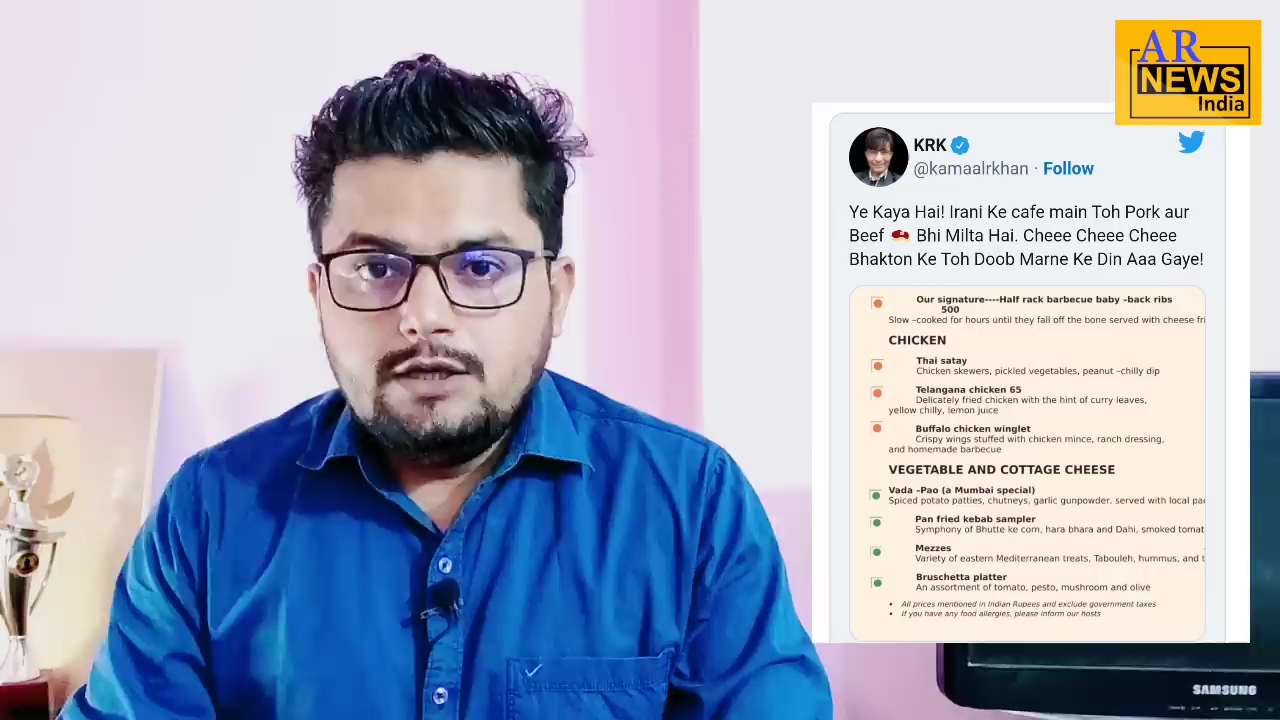 AR
NEWS
India
KRK
@kamaalrkhan · Follow
Ye Kaya Hai! Irani Ke cafe main Toh Pork aur
Beef 🥩 Bhi Milta Hai. Cheee Cheee Cheee
Bhakton Ke Toh Doob Marne Ke Din Aaa Gaye!
Our signature----Half rack barbecue baby –back ribs
500
Slow –cooked for hours until they fall off the bone served with cheese fri
CHICKEN
Thai satay
Chicken skewers, pickled vegetables, peanut –chilly dip
Telangana chicken 65
Delicately fried chicken with the hint of curry leaves,
yellow chilly, lemon juice
Buffalo chicken winglet
Crispy wings stuffed with chicken mince, ranch dressing,
and homemade barbecue
VEGETABLE AND COTTAGE CHEESE
Vada –Pao (a Mumbai special)
Spiced potato patties, chutneys, garlic gunpowder. served with local pao
Pan fried kebab sampler
Symphony of Bhutte ke corn, hara bhara and Dahi, smoked tomat
Mezzes
Variety of eastern Mediterranean treats, Tabouleh, hummus, and t
Bruschetta platter
An assortment of tomato, pesto, mushroom and olive
• All prices mentioned in Indian Rupees and exclude government taxes
• If you have any food allergies, please inform our hosts
SAMSUNG